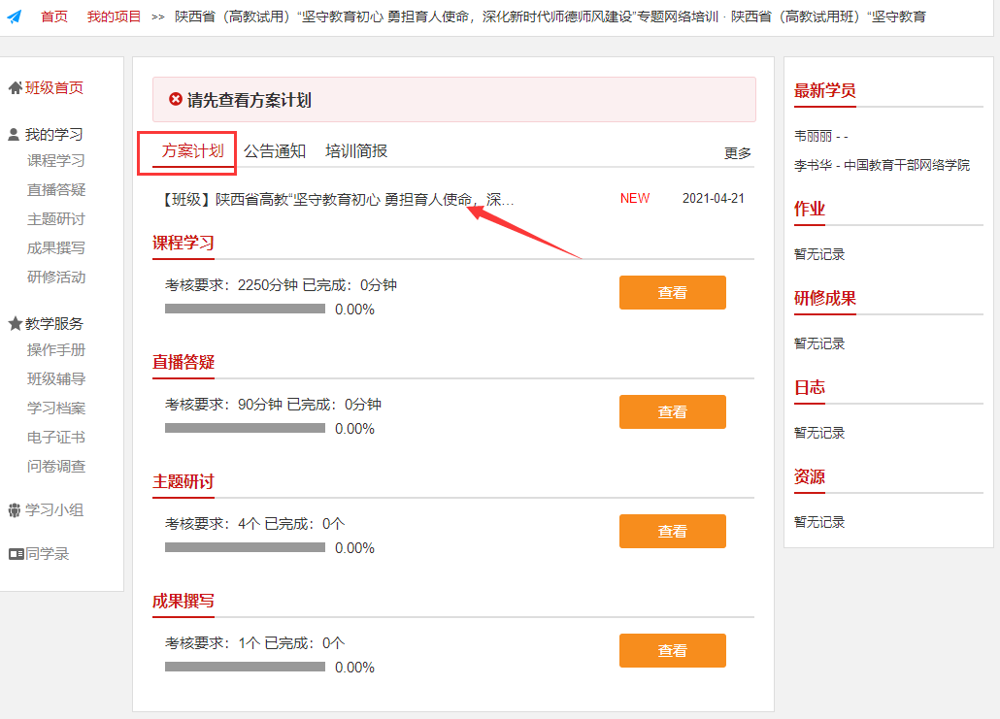 首页 我的项目 >> 陕西省（高教试用）“坚守教育初心 勇担育人使命，深化新时代师德师风建设”专题网络培训 · 陕西省（高教试用班）“坚守教育
班级首页
我的学习
课程学习
直播答疑
主题研讨
成果撰写
研修活动
教学服务
操作手册
班级辅导
学习档案
电子证书
问卷调查
学习小组
同学录
请先查看方案计划
方案计划 公告通知 培训简报 更多
【班级】陕西省高教“坚守教育初心 勇担育人使命，深… NEW 2021-04-21
课程学习
考核要求：2250分钟 已完成：0分钟
0.00%
查看
直播答疑
考核要求：90分钟 已完成：0分钟
0.00%
查看
主题研讨
考核要求：4个 已完成：0个
0.00%
查看
成果撰写
考核要求：1个 已完成：0个
0.00%
查看
最新学员
韦丽丽 - -
李书华 - 中国教育干部网络学院
作业
暂无记录
研修成果
暂无记录
日志
暂无记录
资源
暂无记录